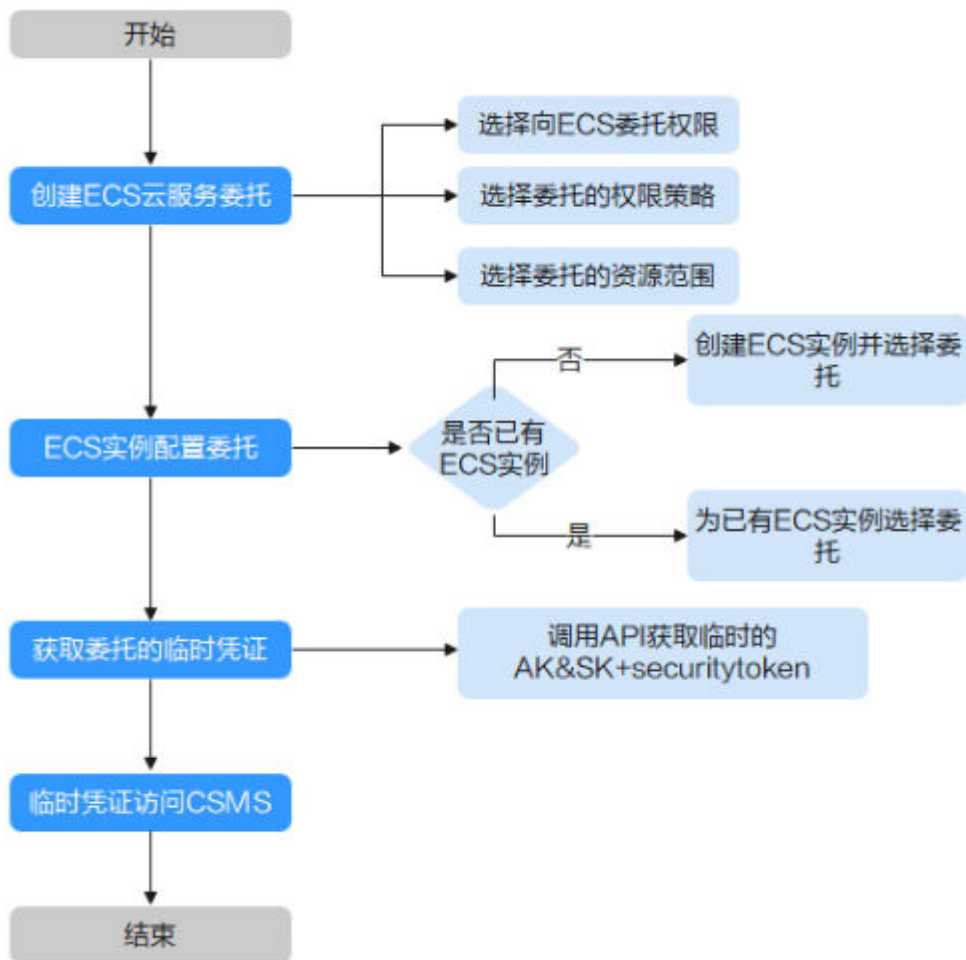 开始
选择向ECS委托权限
创建ECS云服务委托
选择委托的权限策略
选择委托的资源范围
否
创建ECS实例并选择委
托
ECS实例配置委托
是否已有
ECS实例
是
为已有ECS实例选择委
托
获取委托的临时凭证
调用API获取临时的
AK&SK+securitytoken
临时凭证访问CSMS
结束